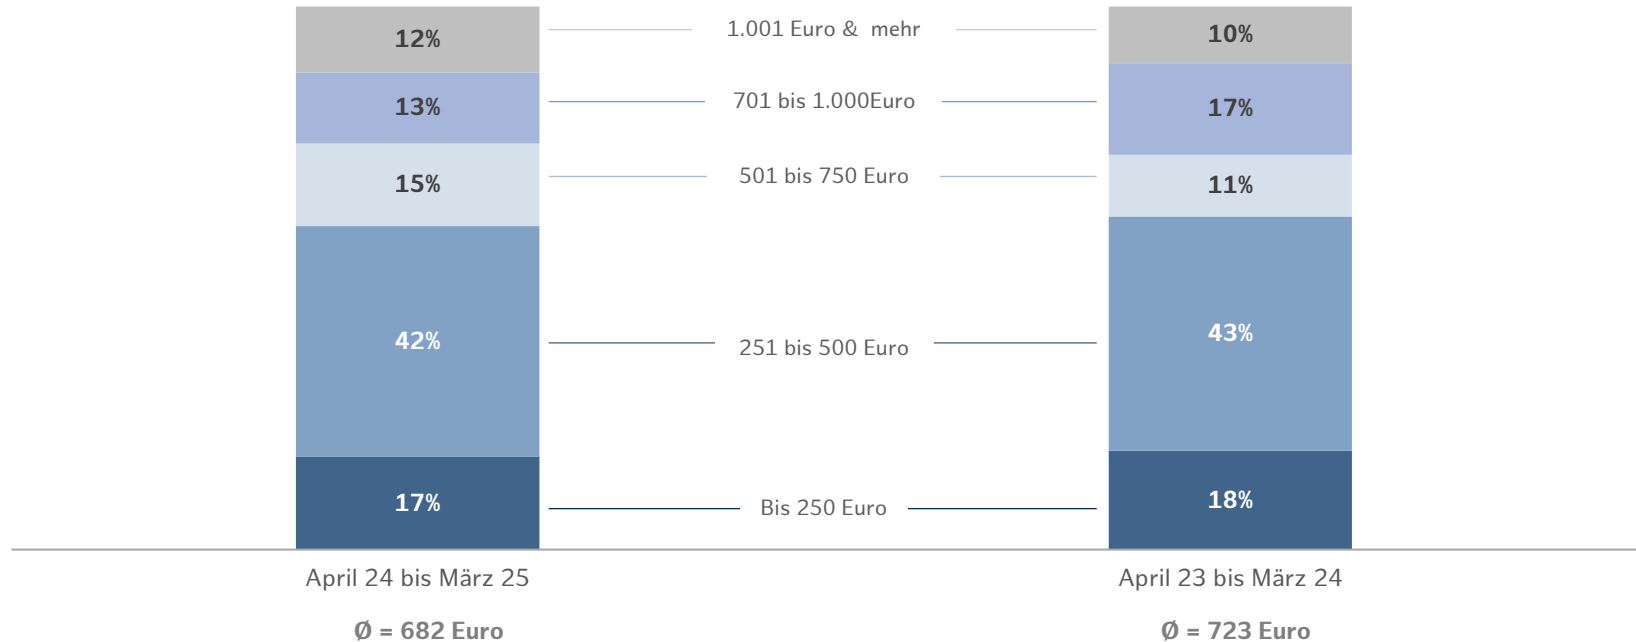 12% 1.001 Euro & mehr 10%
13% 701 bis 1.000Euro 17%
15% 501 bis 750 Euro 11%
42% 251 bis 500 Euro 43%
17% Bis 250 Euro 18%
April 24 bis März 25 April 23 bis März 24
Ø = 682 Euro Ø = 723 Euro